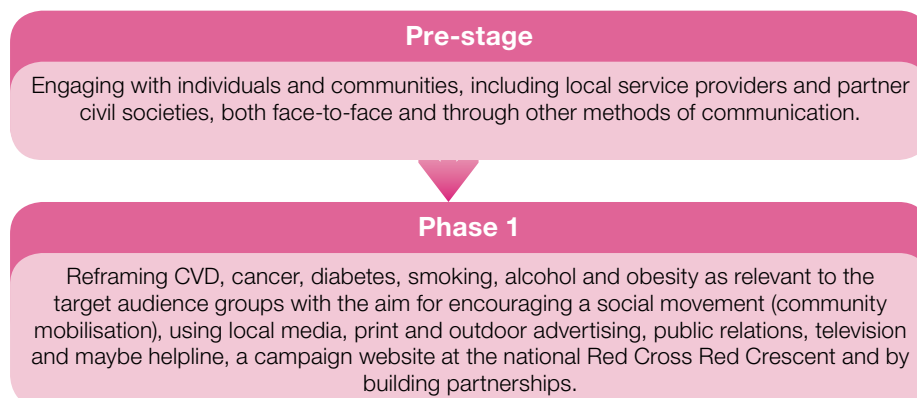 Pre-stage
Engaging with individuals and communities, including local service providers and partner
civil societies, both face-to-face and through other methods of communication.
Phase 1
Reframing CVD, cancer, diabetes, smoking, alcohol and obesity as relevant to the
target audience groups with the aim for encouraging a social movement (community
mobilisation), using local media, print and outdoor advertising, public relations, television
and maybe helpline, a campaign website at the national Red Cross Red Crescent and by
building partnerships.